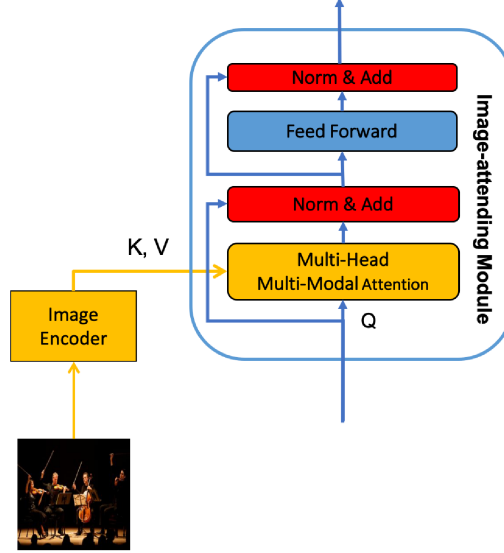 Norm & Add
Feed Forward
Norm & Add
K, V
Multi-Head
Multi-Modal Attention
Image
Encoder
Q
Image-attending Module